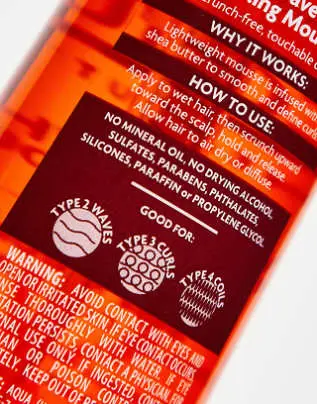 crunch-free, touchable
WHY IT WORKS:
Lightweight mousse is infused with
shea butter to smooth and define curls
HOW TO USE:
Apply to wet hair, then scrunch upward
toward the scalp, hold and release.
Allow hair to air dry or diffuse.
NO MINERAL OIL, NO DRYING ALCOHOL.
SULFATES, PARABENS, PHTHALATES,
SILICONES, PARAFFIN or PROPYLENE GLYCOL
GOOD FOR:
TYPE 2 WAVES
TYPE 3 CURLS
TYPE 4 COILS
WARNING: AVOID CONTACT WITH EYES AND
OPEN OR IRRITATED SKIN. IF EYE CONTACT OCCURS,
THOROUGHLY WITH WATER. IF EYE
PERSISTS, CONTACT A PHYSICIAN. FOR
USE ONLY. IF INGESTED, CONTACT
OR POISON CONTROL
KEEP OUT OF
AQUA